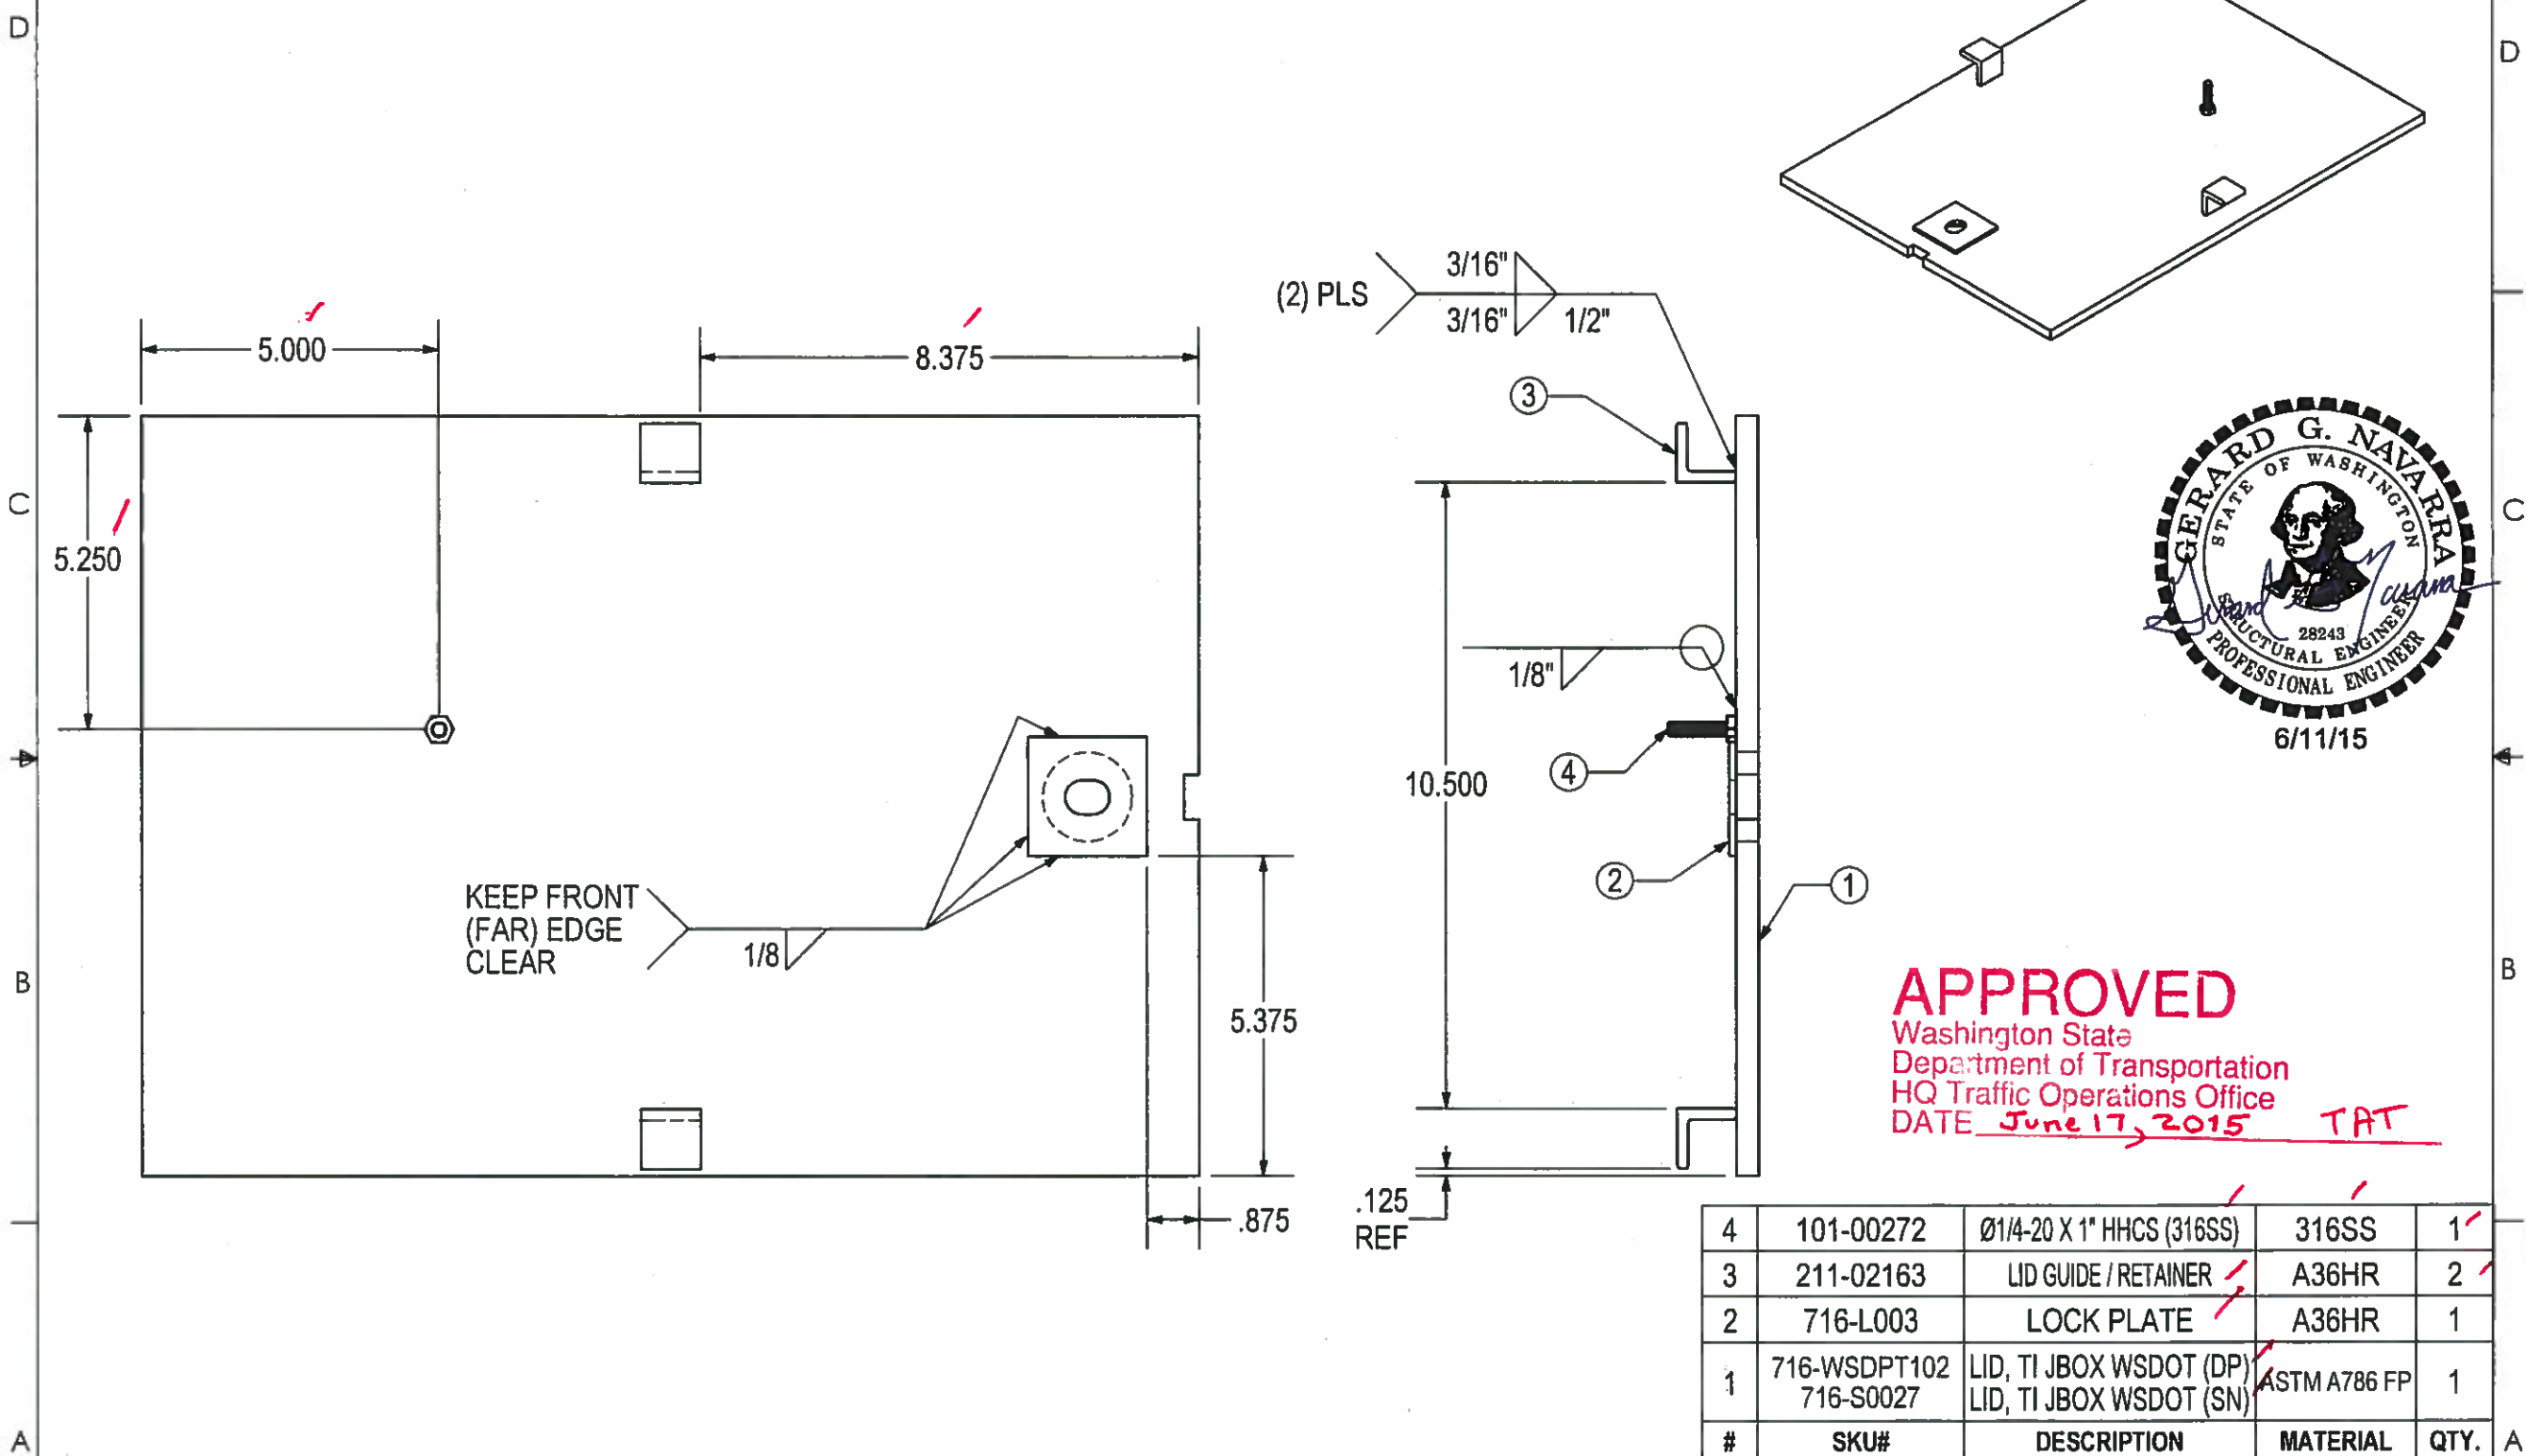 D
D
3/16"
(2) PLS
3/16"
1/2"
5.000
8.375
3
GERARD G. NAVARRA
STATE OF WASHINGTON
28243
STRUCTURAL ENGINEER
PROFESSIONAL ENGINEER
6/11/15
C
C
5.250
1/8"
10.500
4
2
1
KEEP FRONT
(FAR) EDGE
CLEAR
1/8
B
B
5.375
APPROVED
Washington State
Department of Transportation
HQ Traffic Operations Office
DATE June 17, 2015 TAT
.875
.125
REF
4 101-00272 Ø1/4-20 X 1" HHCS (316SS) 316SS 1
3 211-02163 LID GUIDE / RETAINER A36HR 2
2 716-L003 LOCK PLATE A36HR 1
1 716-WSDPT102 LID, TI JBOX WSDOT (DP) ASTM A786 FP 1
716-S0027 LID, TI JBOX WSDOT (SN)
# SKU# DESCRIPTION MATERIAL QTY.
A
A